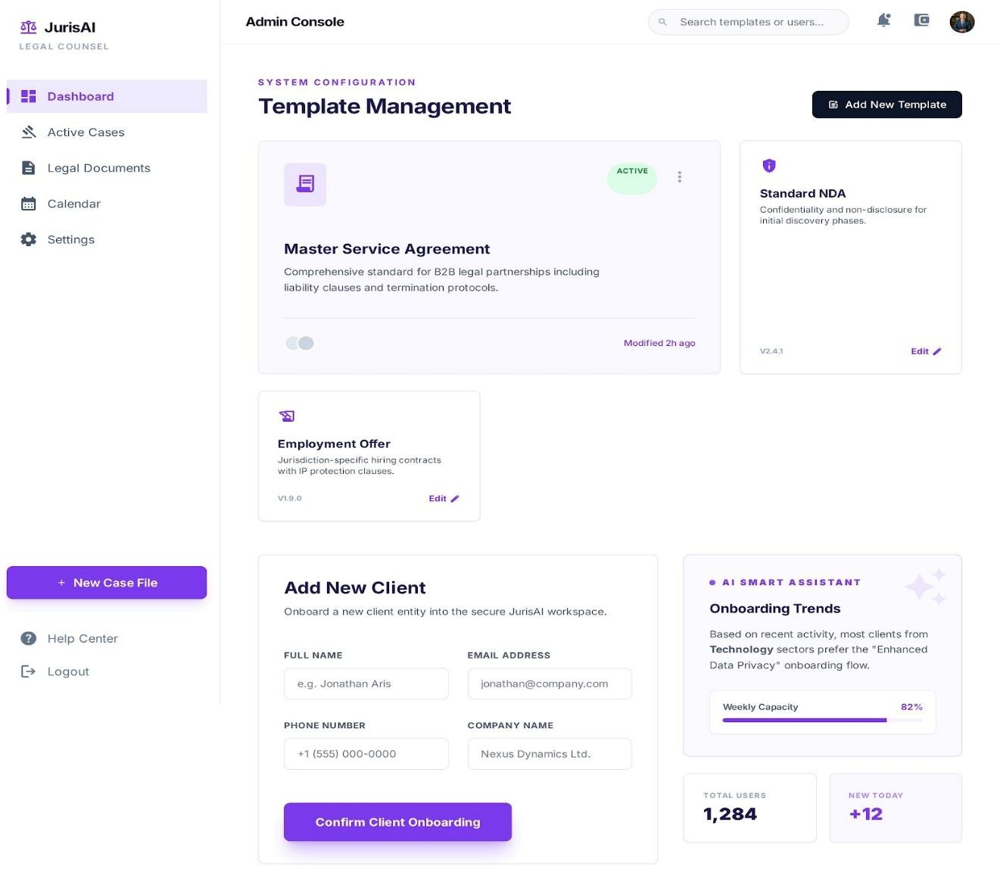 JurisAI
LEGAL COUNSEL
Dashboard
Active Cases
Legal Documents
Calendar
Settings
+ New Case File
Help Center
Logout
Admin Console
Search templates or users...
SYSTEM CONFIGURATION
Template Management
Add New Template
ACTIVE
Master Service Agreement
Comprehensive standard for B2B legal partnerships including
liability clauses and termination protocols.
Modified 2h ago
Standard NDA
Confidentiality and non-disclosure for
initial discovery phases.
V2.4.1
Edit
Employment Offer
Jurisdiction-specific hiring contracts
with IP protection clauses.
V1.9.0
Edit
Add New Client
Onboard a new client entity into the secure JurisAI workspace.
FULL NAME
e.g. Jonathan Aris
EMAIL ADDRESS
jonathan@company.com
PHONE NUMBER
+1 (555) 000-0000
COMPANY NAME
Nexus Dynamics Ltd.
Confirm Client Onboarding
AI SMART ASSISTANT
Onboarding Trends
Based on recent activity, most clients from
Technology sectors prefer the "Enhanced
Data Privacy" onboarding flow.
Weekly Capacity
82%
TOTAL USERS
1,284
NEW TODAY
+12